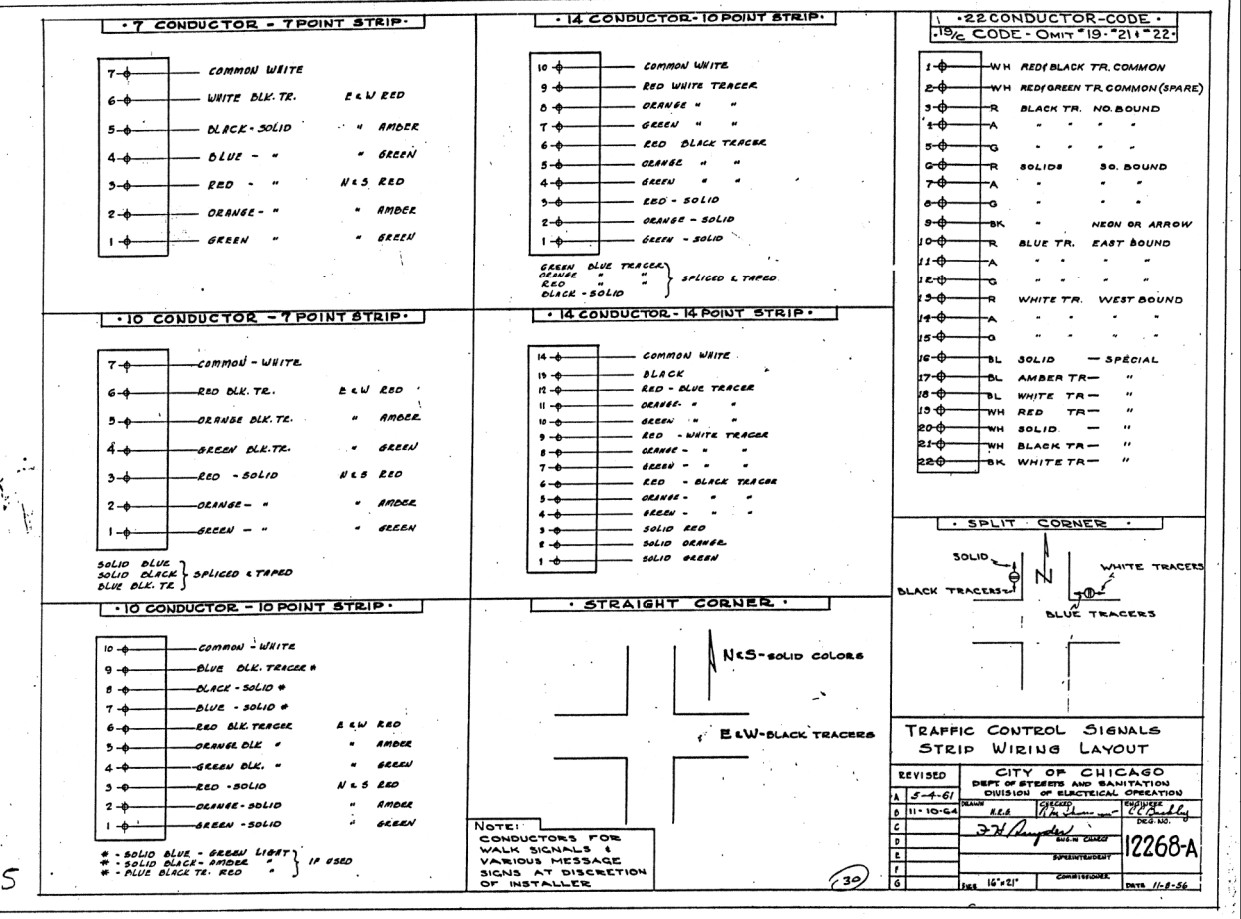 · 7 CONDUCTOR - 7 POINT STRIP ·
7 COMMON WHITE
6 WHITE BLK. TR. E & W RED
5 BLACK - SOLID " AMBER
4 BLUE - " " GREEN
3 RED - " N & S RED
2 ORANGE - " " AMBER
1 GREEN " " GREEN
· 10 CONDUCTOR - 7 POINT STRIP ·
7 COMMON - WHITE
6 RED BLK. TR. E & W RED
5 ORANGE BLK. TR. " AMBER
4 GREEN BLK. TR. " GREEN
3 RED - SOLID N & S RED
2 ORANGE - " " AMBER
1 GREEN - " " GREEN
SOLID BLUE
SOLID BLACK } SPLICED & TAPED
BLUE BLK. TR.
· 10 CONDUCTOR - 10 POINT STRIP ·
10 COMMON - WHITE
9 BLUE BLK. TRACER #
8 BLACK - SOLID #
7 BLUE - SOLID #
6 RED BLK. TRACER E & W RED
5 ORANGE BLK " " AMBER
4 GREEN BLK. " " GREEN
3 RED - SOLID N & S RED
2 ORANGE - SOLID " AMBER
1 GREEN - SOLID " GREEN
# - SOLID BLUE - GREEN LIGHT
# - SOLID BLACK - AMBER " } IF USED
# - BLUE BLACK TR. RED "
5
· 14 CONDUCTOR - 10 POINT STRIP ·
10 COMMON WHITE
9 RED WHITE TRACER
8 ORANGE " "
7 GREEN " "
6 RED BLACK TRACER
5 ORANGE " "
4 GREEN " "
3 RED - SOLID
2 ORANGE - SOLID
1 GREEN - SOLID
GREEN BLUE TRACER
ORANGE " "
RED " " } SPLICED & TAPED
BLACK - SOLID
· 14 CONDUCTOR - 14 POINT STRIP ·
14 COMMON WHITE
13 BLACK
12 RED - BLUE TRACER
11 ORANGE - " "
10 GREEN " "
9 RED - WHITE TRACER
8 ORANGE - " "
7 GREEN - " "
6 RED - BLACK TRACER
5 ORANGE - " "
4 GREEN - " "
3 SOLID RED
2 SOLID ORANGE
1 SOLID GREEN
· STRAIGHT CORNER ·
N&S-SOLID COLORS
E&W-BLACK TRACERS
NOTE:
CONDUCTORS FOR
WALK SIGNALS &
VARIOUS MESSAGE
SIGNS AT DISCRETION
OF INSTALLER
30
· 22 CONDUCTOR-CODE ·
· 19/C CODE - OMIT #19 - #21 & #22 ·
1 WH RED & BLACK TR. COMMON
2 WH RED & GREEN TR. COMMON (SPARE)
3 R BLACK TR. NO. BOUND
4 A " " " "
5 G " " " "
6 R SOLIDS SO. BOUND
7 A " " "
8 G " " "
9 BK " NEON OR ARROW
10 R BLUE TR. EAST BOUND
11 A " " " "
12 G " " " "
13 R WHITE TR. WEST BOUND
14 A " " " "
15 G " " " "
16 BL SOLID - SPECIAL
17 BL AMBER TR - "
18 BL WHITE TR - "
19 WH RED TR - "
20 WH SOLID - "
21 WH BLACK TR - "
22 BK WHITE TR - "
· SPLIT CORNER ·
SOLID
N
WHITE TRACERS
BLACK TRACERS
BLUE TRACERS
TRAFFIC CONTROL SIGNALS
STRIP WIRING LAYOUT
REVISED
A 5-4-61
B 11-10-64
C
D
E
F
G
CITY OF CHICAGO
DEPT OF STREETS AND SANITATION
DIVISION OF ELECTRICAL OPERATION
DRAWN H.R.G.
CHECKED
ENGINEER
ENG. IN CHARGE
SUPERINTENDENT
COMMISSIONER
DRG. NO.
12268-A
SIZE 16"x21"
DATE 11-8-56